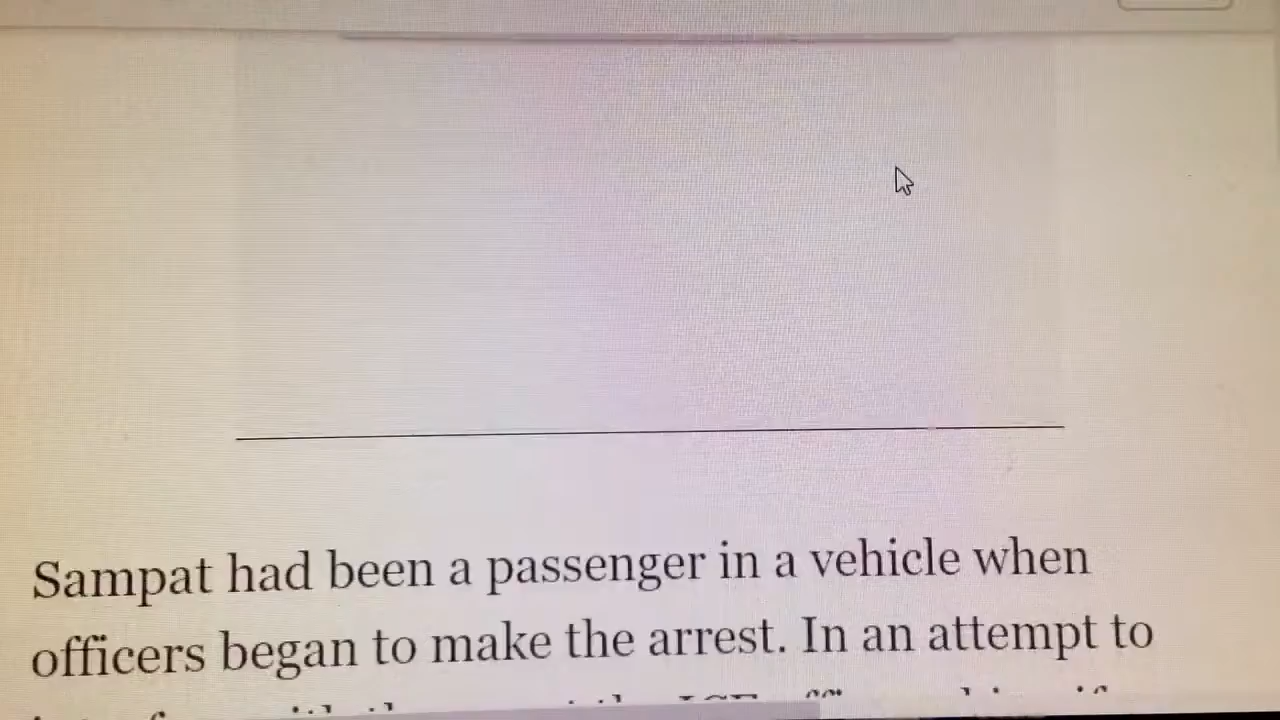 Sampat had been a passenger in a vehicle when
officers began to make the arrest. In an attempt to